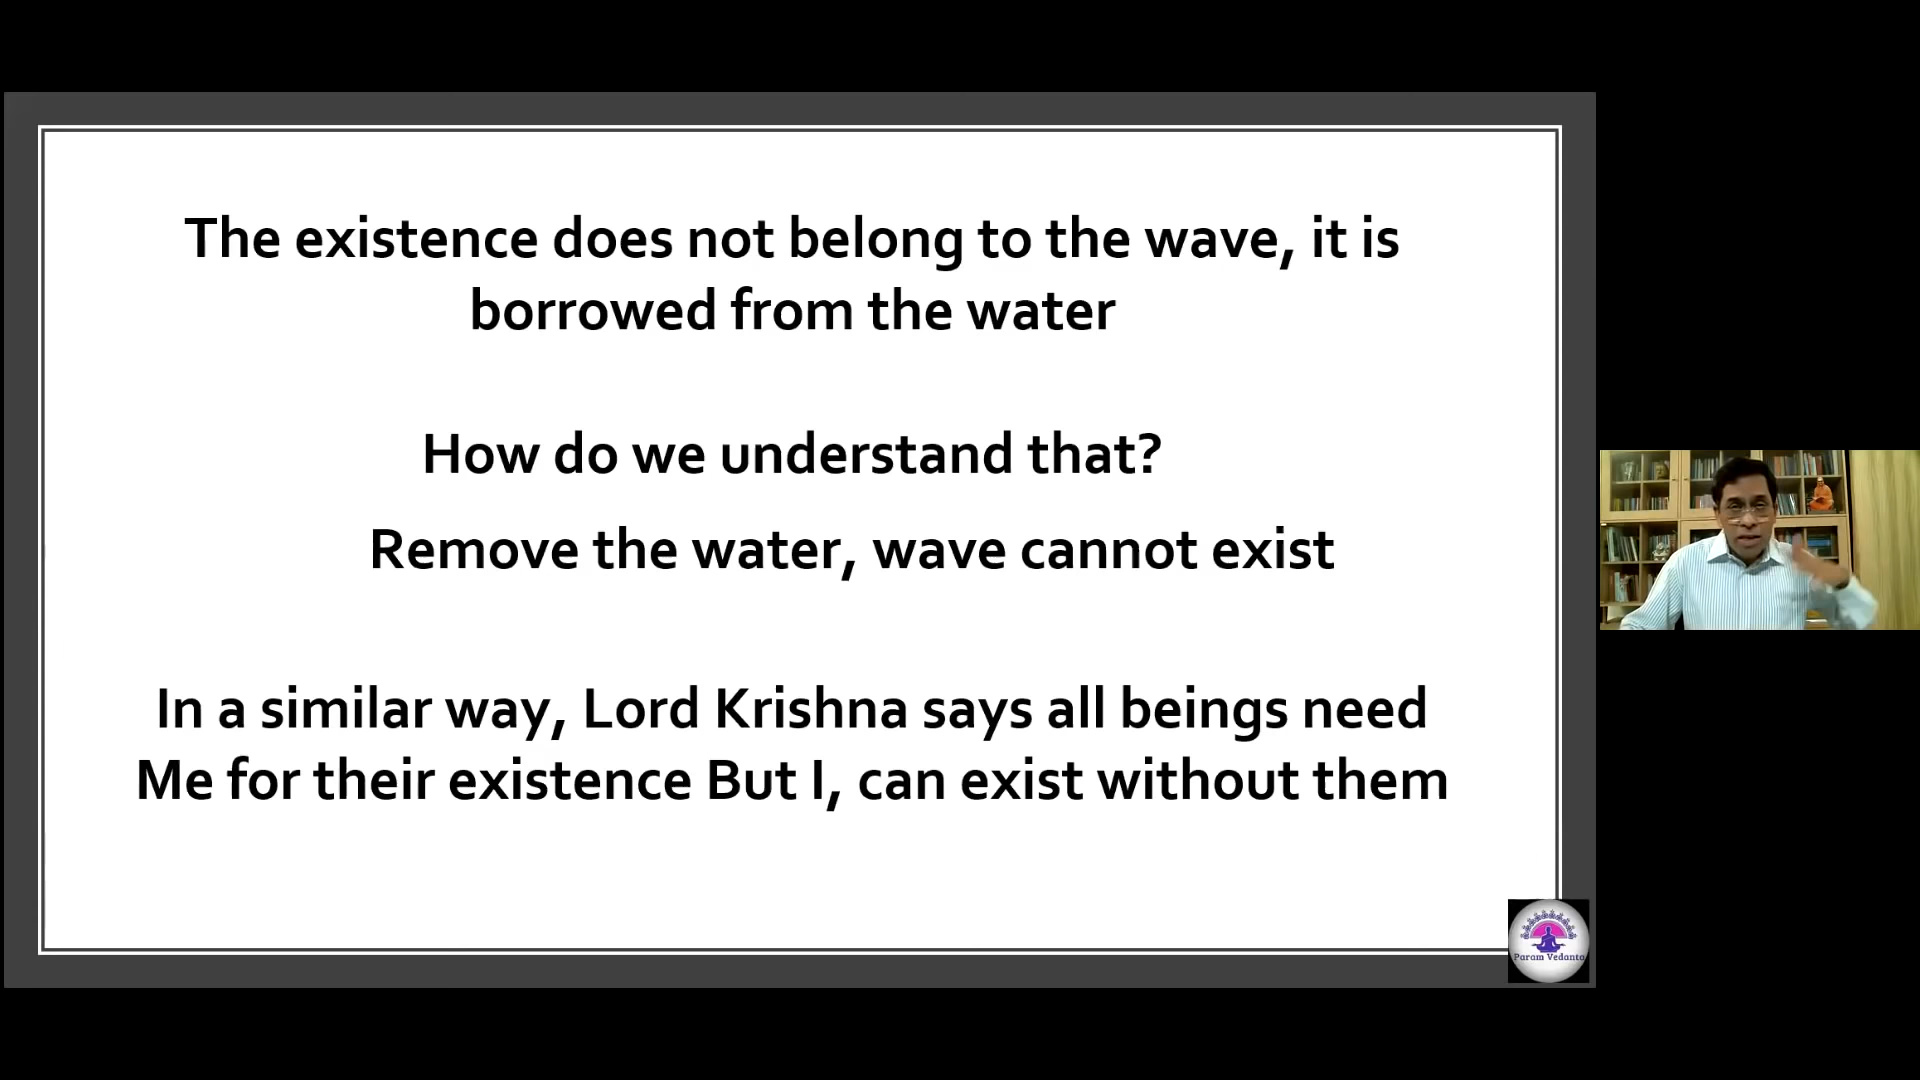 The existence does not belong to the wave, it is
borrowed from the water
How do we understand that?
Remove the water, wave cannot exist
In a similar way, Lord Krishna says all beings need
Me for their existence But I, can exist without them
Param Vedanta